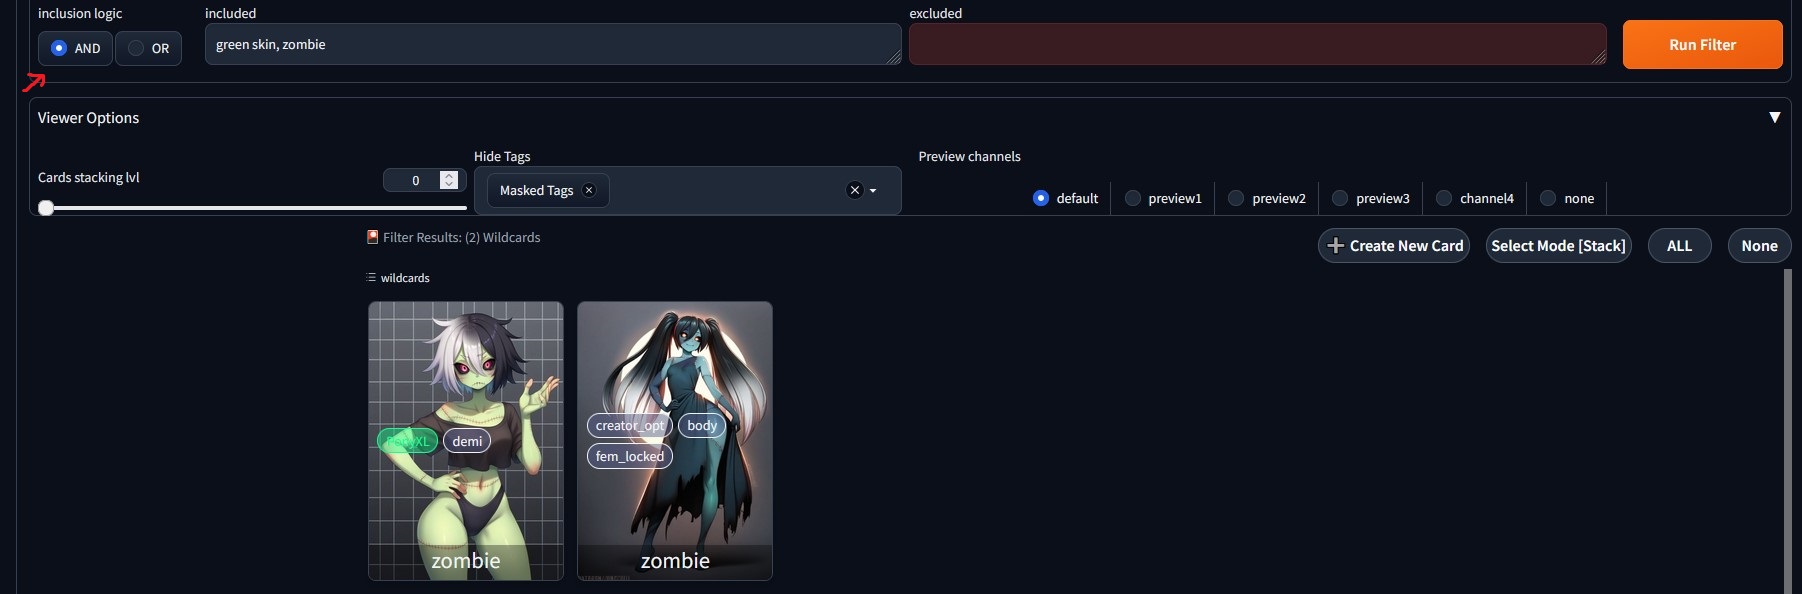 inclusion logic
included
excluded
AND
OR
green skin, zombie
Run Filter
Viewer Options
Cards stacking lvl
0
Hide Tags
Masked Tags
Preview channels
default
preview1
preview2
preview3
channel4
none
Filter Results: (2) Wildcards
Create New Card
Select Mode [Stack]
ALL
None
wildcards
demi
zombie
creator_opt
body
fem_locked
zombie